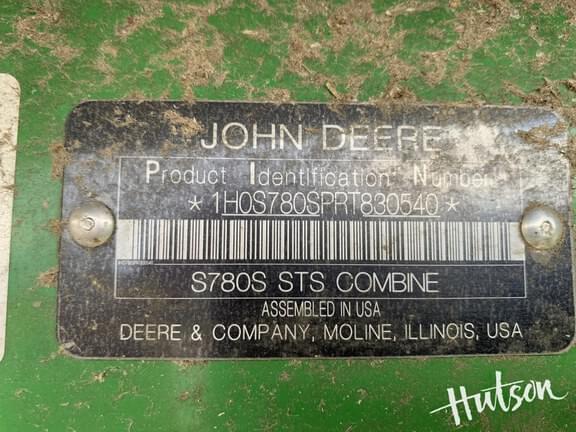 JOHN DEERE
Product Identification Number
*1H0S780SPRT830540*
S780S STS COMBINE
ASSEMBLED IN USA
DEERE & COMPANY, MOLINE, ILLINOIS, USA
Hutson